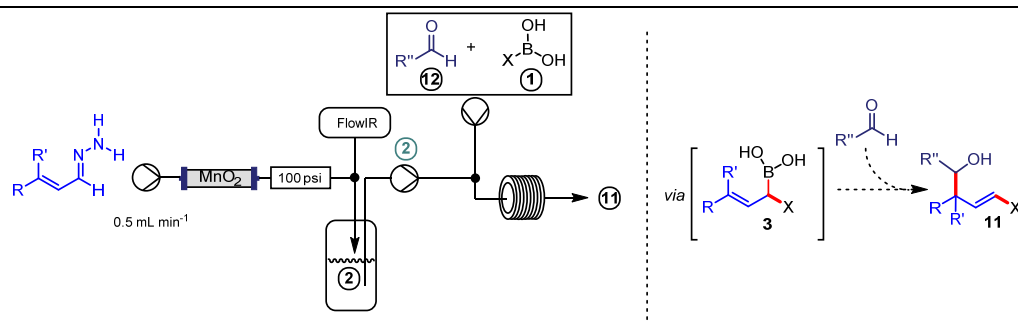 O
R"
H
12
+
OH
B
X
OH
1
H
N
N
H
R'
R
H
MnO₂
0.5 mL min⁻¹
100 psi
FlowIR
2
2
11
via
HO
OH
B
R'
R
X
3
O
R"
H
R"
OH
R
R'
X
11